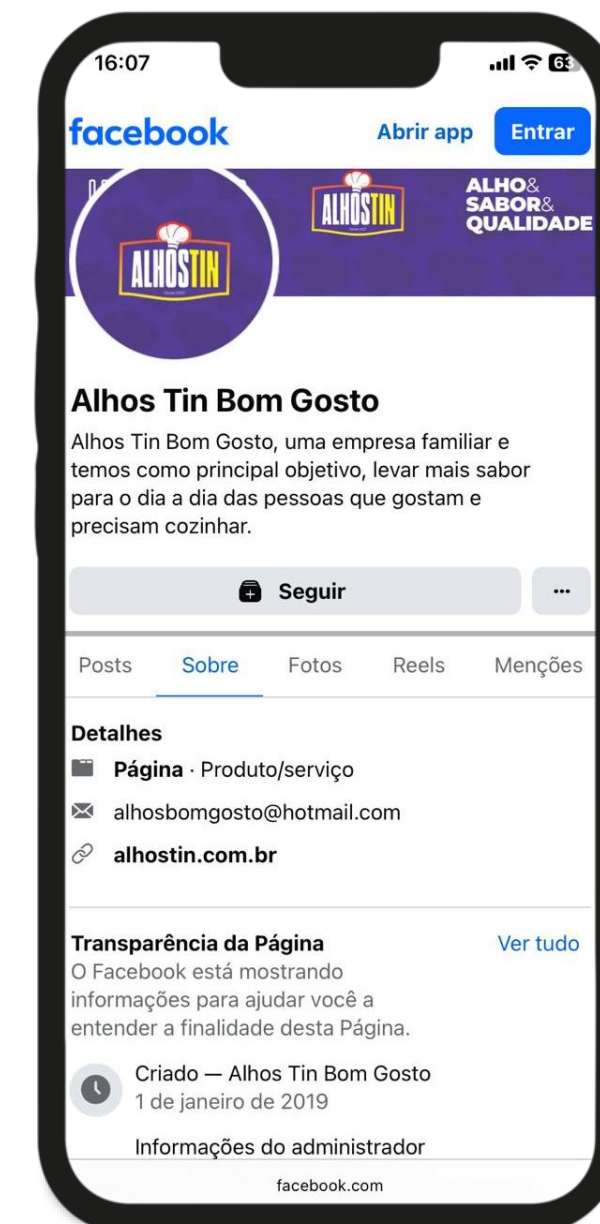 16:07
63
facebook
Abrir app
Entrar
ALHOSTIN
ALHOSTIN
ALHO&
SABOR&
QUALIDADE
Alhos Tin Bom Gosto
Alhos Tin Bom Gosto, uma empresa familiar e
temos como principal objetivo, levar mais sabor
para o dia a dia das pessoas que gostam e
precisam cozinhar.
Seguir
Posts
Sobre
Fotos
Reels
Menções
Detalhes
Página · Produto/serviço
alhosbomgosto@hotmail.com
alhostin.com.br
Transparência da Página
Ver tudo
O Facebook está mostrando
informações para ajudar você a
entender a finalidade desta Página.
Criado — Alhos Tin Bom Gosto
1 de janeiro de 2019
Informações do administrador
facebook.com